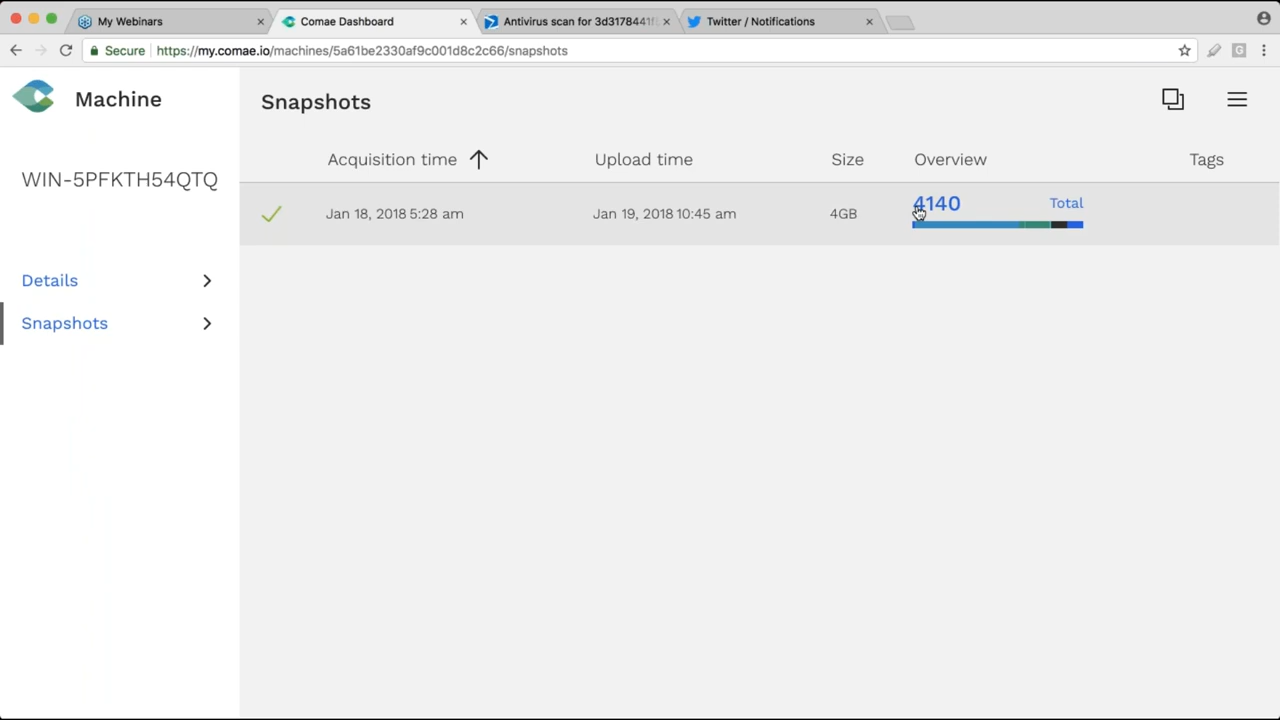 My Webinars
Comae Dashboard
Antivirus scan for 3d3178441f
Twitter / Notifications
Secure
https://my.comae.io/machines/5a61be2330af9c001d8c2c66/snapshots
Machine
WIN-5PFKTH54QTQ
Details
Snapshots
Snapshots
Acquisition time
Upload time
Size
Overview
Tags
Jan 18, 2018 5:28 am
Jan 19, 2018 10:45 am
4GB
4140
Total